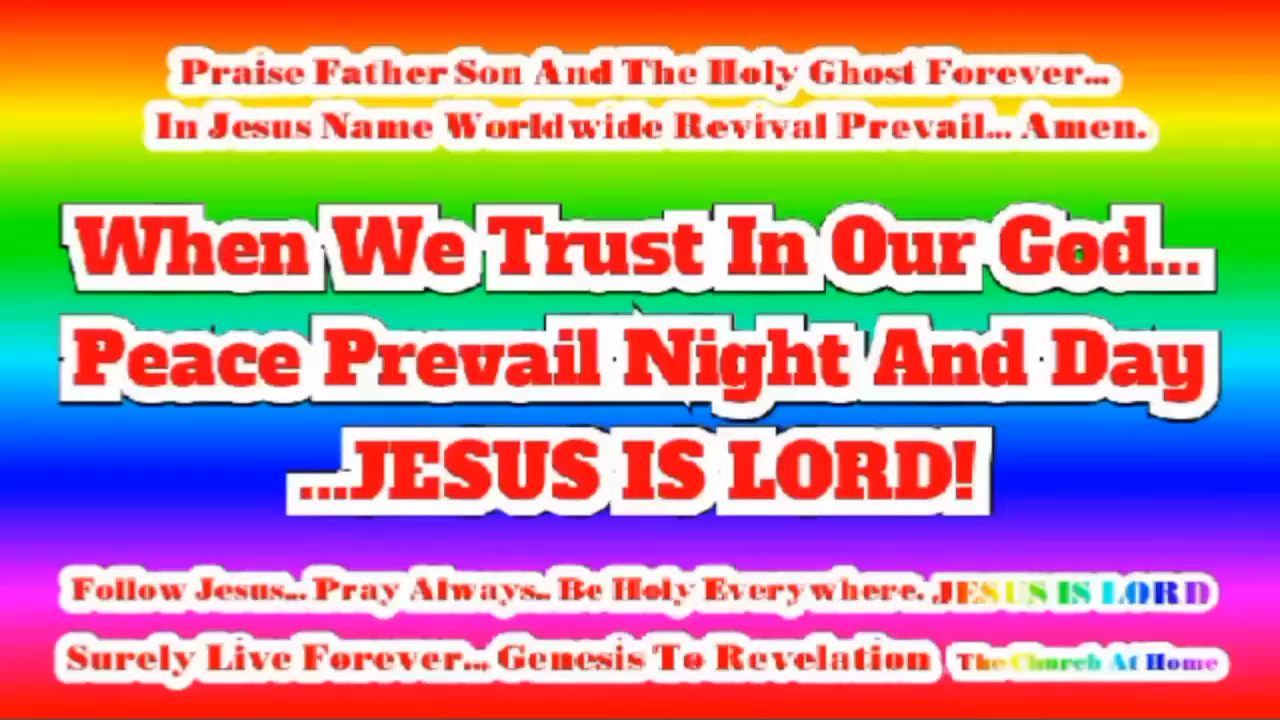 Praise Father Son And The Holy Ghost Forever...
In Jesus Name Worldwide Revival Prevail... Amen.
When We Trust In Our God...
Peace Prevail Night And Day
...JESUS IS LORD!
Follow Jesus... Pray Always.. Be Holy Everywhere. JESUS IS LORD
Surely Live Forever... Genesis To Revelation The Church At Home